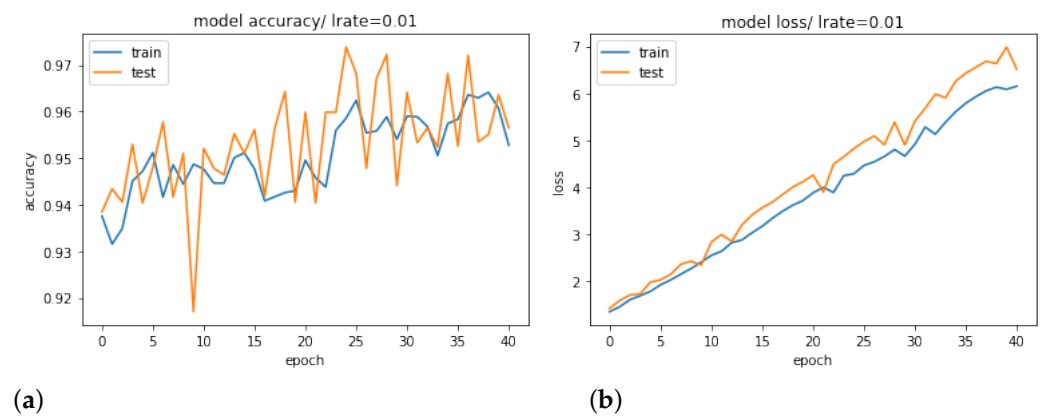 model accuracy/ lrate=0.01
train
test
0.97
0.96
0.95
0.94
0.93
0.92
accuracy
0 5 10 15 20 25 30 35 40
epoch
(a)
model loss/ lrate=0.01
train
test
7
6
5
4
3
2
loss
0 5 10 15 20 25 30 35 40
epoch
(b)